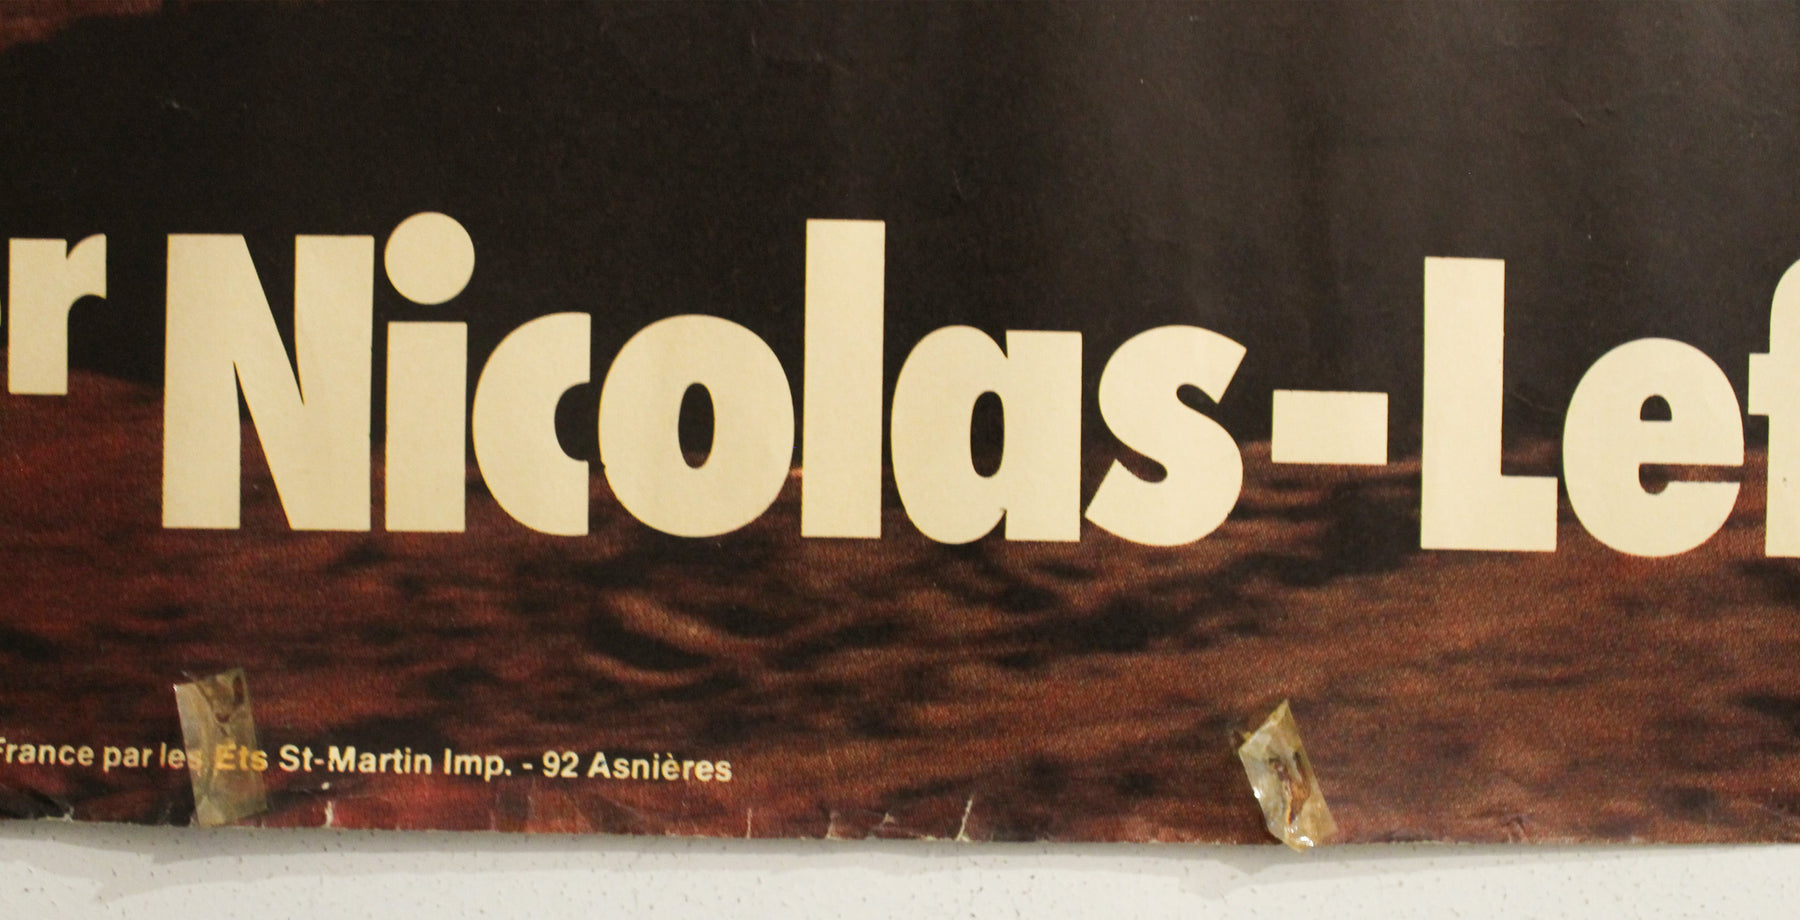 r Nicolas-Lef
France par les Ets St-Martin Imp. - 92 Asnières